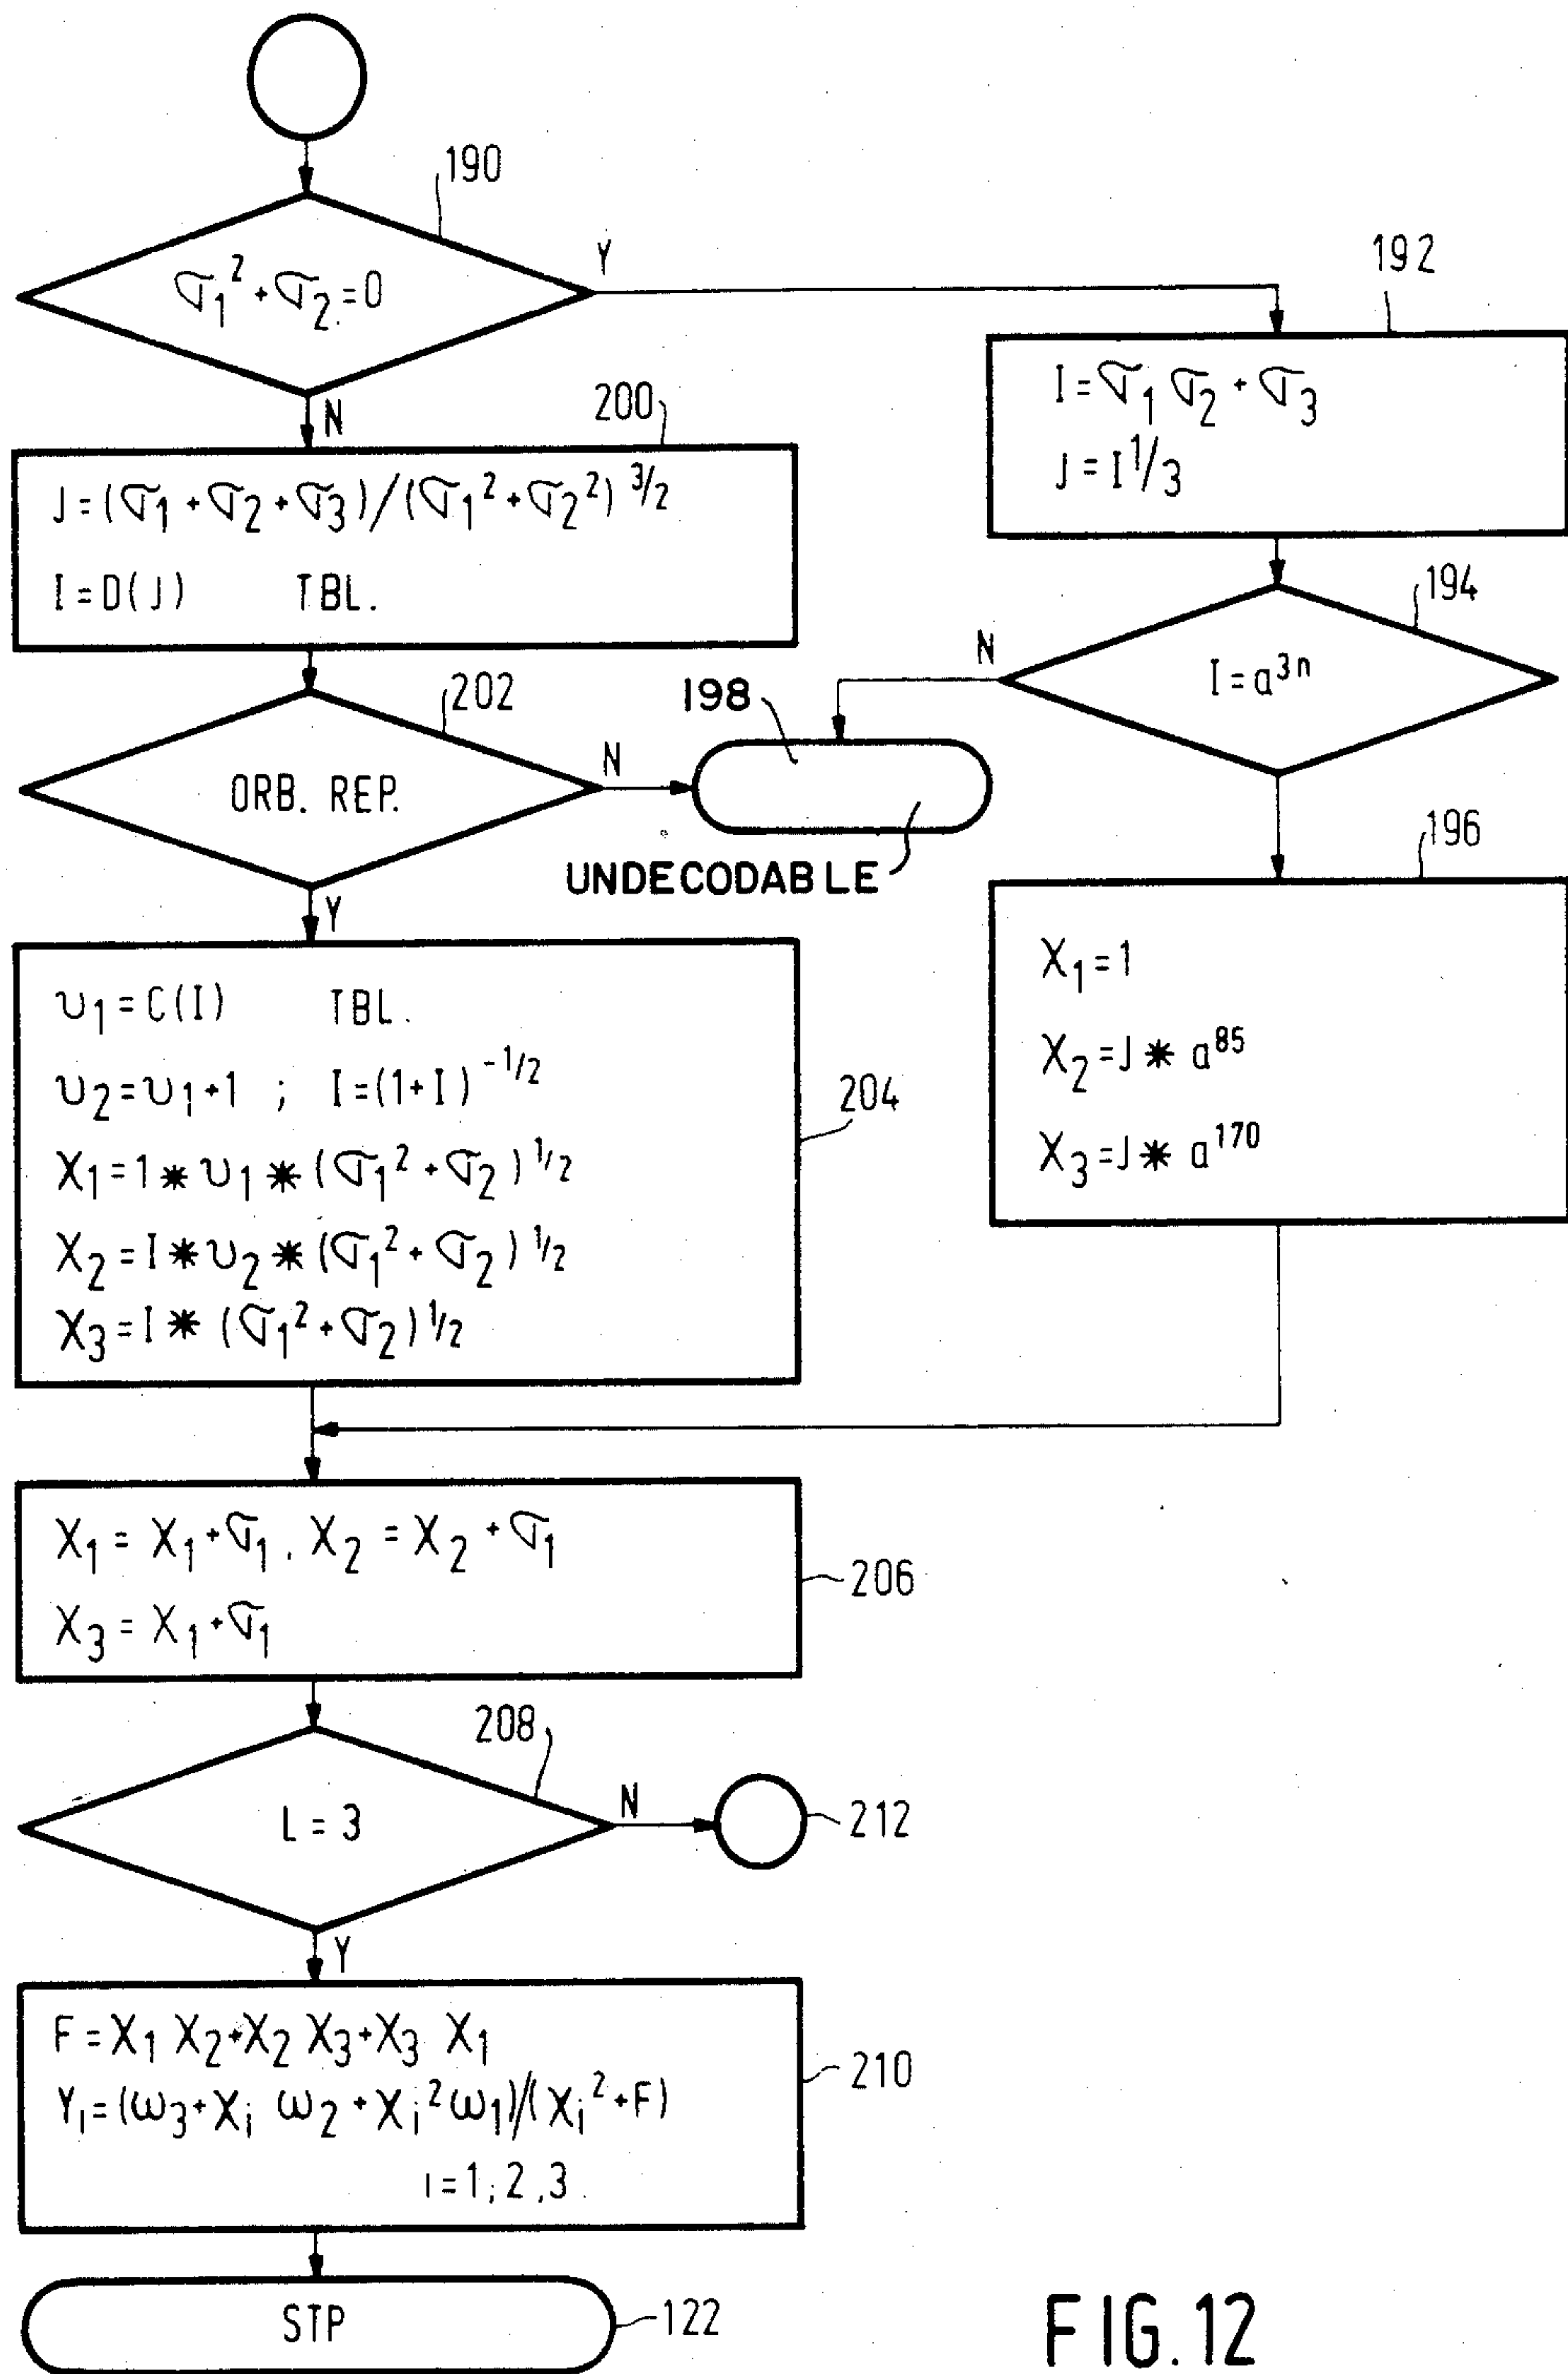 190
σ₁² + σ₂ = 0
Y
N
192
I = σ₁ σ₂ + σ₃
J = I^1/3
200
J = (σ₁ + σ₂ + σ₃)/(σ₁² + σ₂²)^3/2
I = D(J) TBL.
194
I = a^3n
N
202
ORB. REP.
N
Y
198
UNDECODABLE
196
X₁ = 1
X₂ = J * a^85
X₃ = J * a^170
υ₁ = C(I) TBL.
υ₂ = υ₁ + 1 ; I = (1 + I)^-1/2
X₁ = 1 * υ₁ * (σ₁² + σ₂)^1/2
X₂ = I * υ₂ * (σ₁² + σ₂)^1/2
X₃ = I * (σ₁² + σ₂)^1/2
204
X₁ = X₁ + σ₁, X₂ = X₂ + σ₁
X₃ = X₁ + σ₁
206
208
L = 3
N
212
Y
F = X₁ X₂ + X₂ X₃ + X₃ X₁
Y₁ = (ω₃ + Xᵢ ω₂ + Xᵢ² ω₁)/(Xᵢ² + F)
ı = 1, 2, 3
210
STP
122
FIG. 12